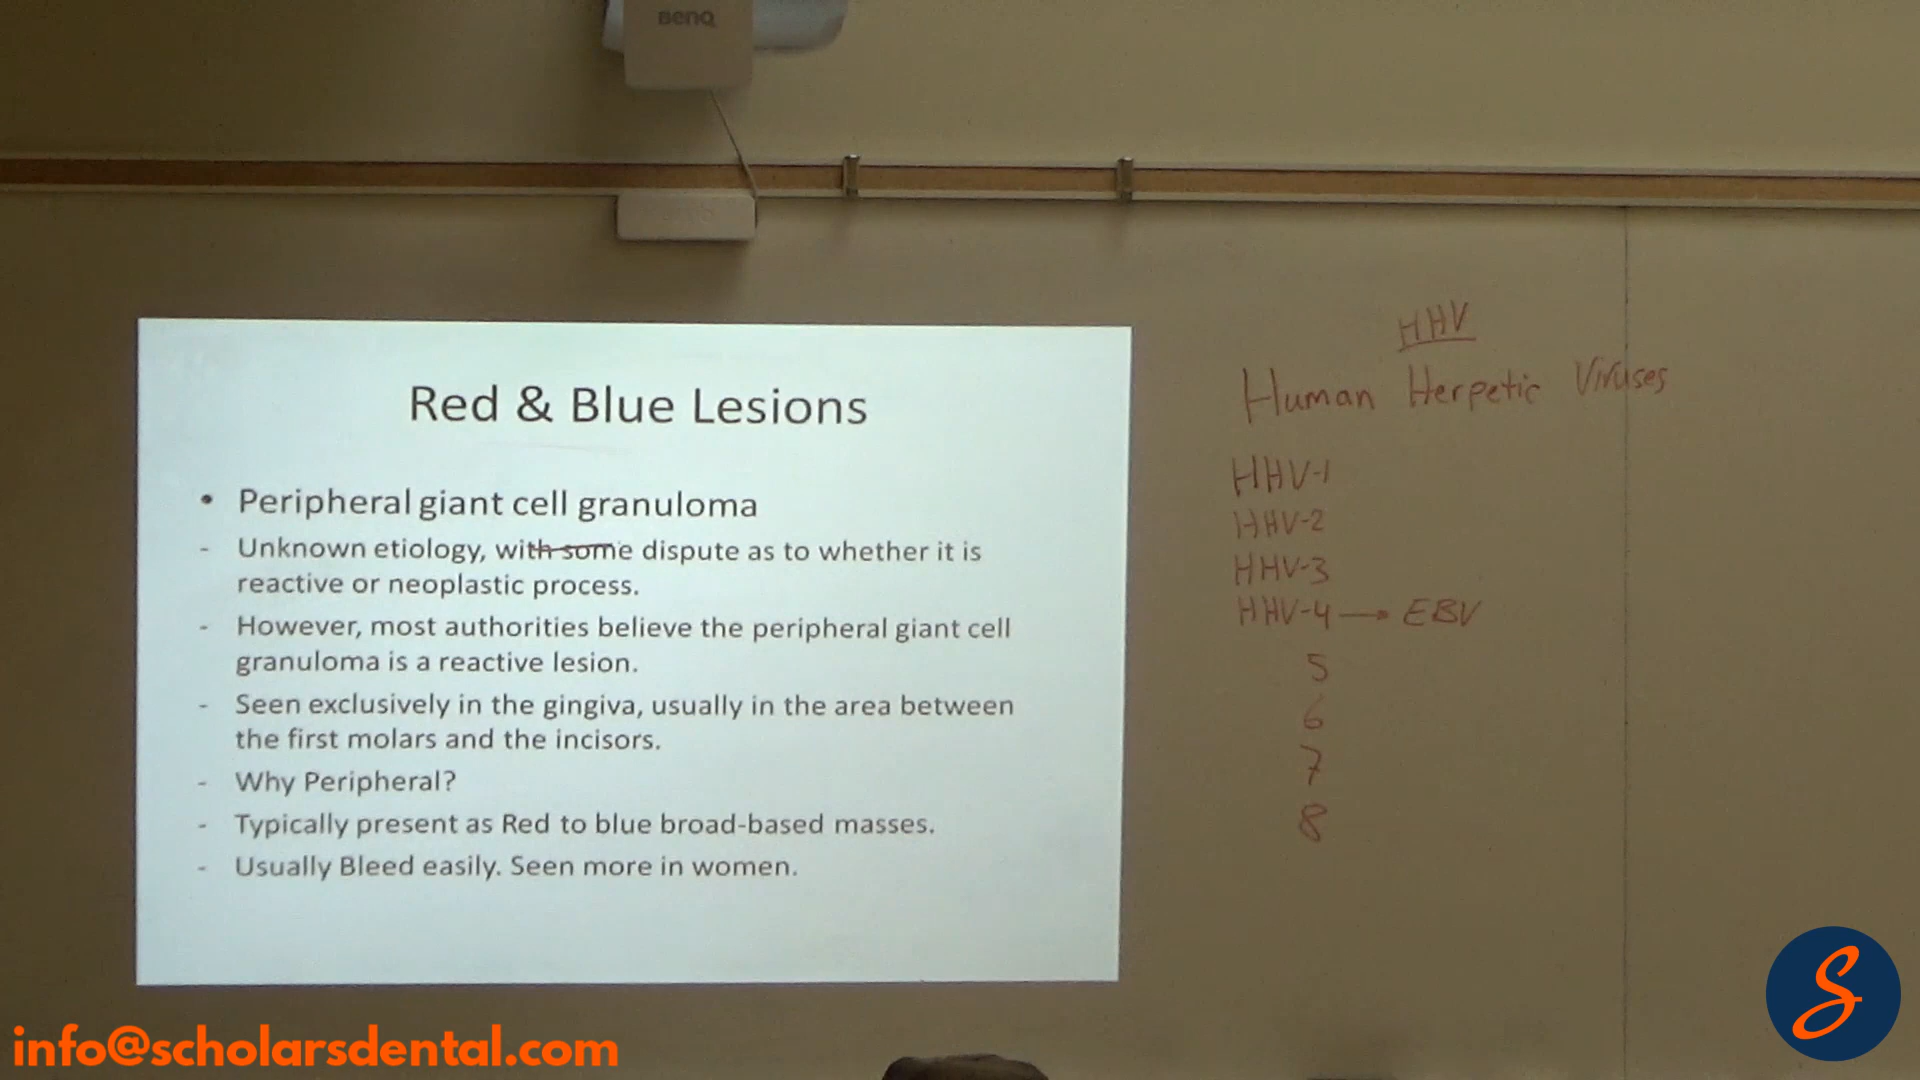 BenQ
Red & Blue Lesions
• Peripheral giant cell granuloma
- Unknown etiology, with some dispute as to whether it is
reactive or neoplastic process.
- However, most authorities believe the peripheral giant cell
granuloma is a reactive lesion.
- Seen exclusively in the gingiva, usually in the area between
the first molars and the incisors.
- Why Peripheral?
- Typically present as Red to blue broad-based masses.
- Usually Bleed easily. Seen more in women.
HHV
Human Herpetic Viruses
HHV-1
HHV-2
HHV-3
HHV-4 → EBV
5
6
7
8
S
info@scholarsdental.com